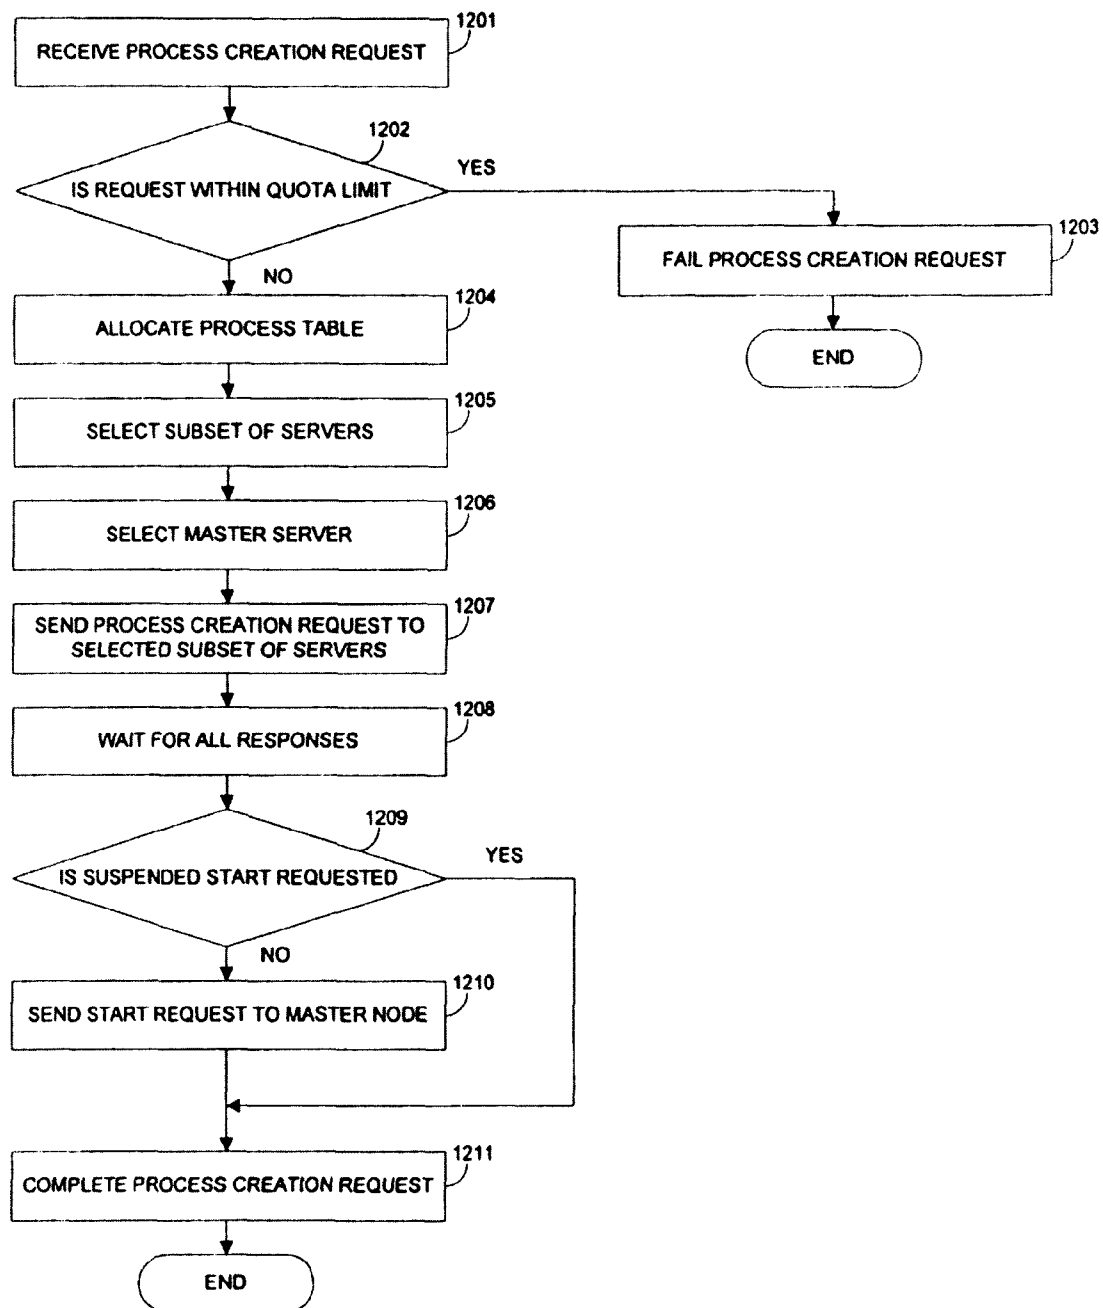 1201
RECEIVE PROCESS CREATION REQUEST
1202
IS REQUEST WITHIN QUOTA LIMIT
YES
1203
FAIL PROCESS CREATION REQUEST
END
NO
1204
ALLOCATE PROCESS TABLE
1205
SELECT SUBSET OF SERVERS
1206
SELECT MASTER SERVER
1207
SEND PROCESS CREATION REQUEST TO
SELECTED SUBSET OF SERVERS
1208
WAIT FOR ALL RESPONSES
1209
IS SUSPENDED START REQUESTED
YES
NO
1210
SEND START REQUEST TO MASTER NODE
1211
COMPLETE PROCESS CREATION REQUEST
END